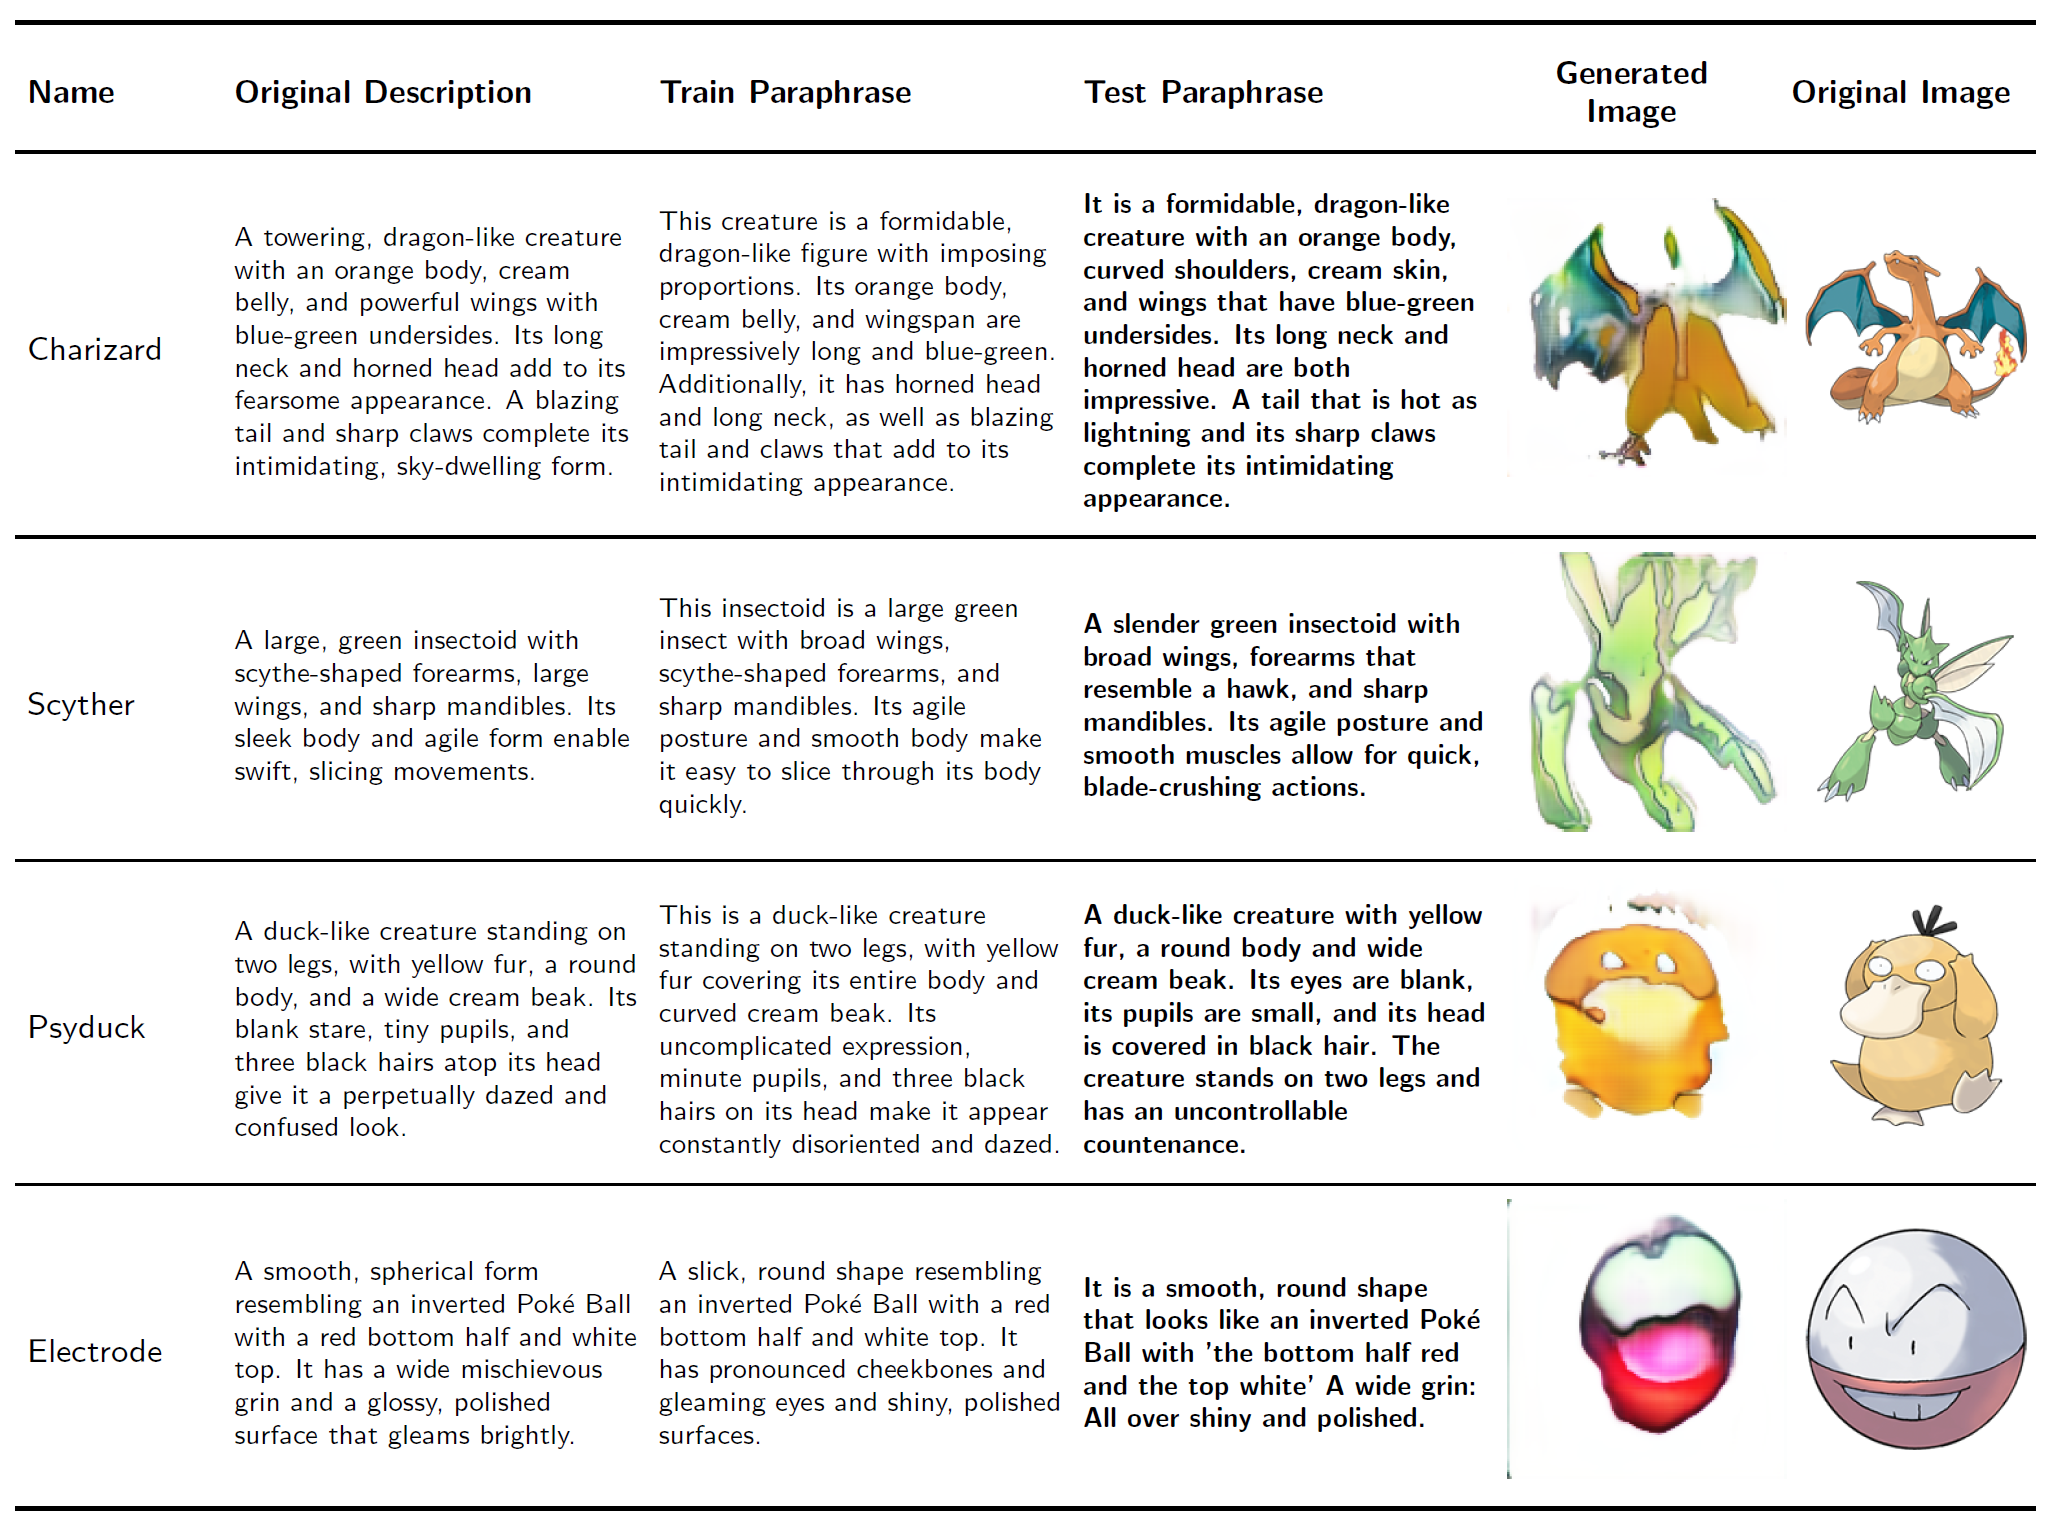 Name
Original Description
Train Paraphrase
Test Paraphrase
Generated
Image
Original Image
Charizard
A towering, dragon-like creature
with an orange body, cream
belly, and powerful wings with
blue-green undersides. Its long
neck and horned head add to its
fearsome appearance. A blazing
tail and sharp claws complete its
intimidating, sky-dwelling form.
This creature is a formidable,
dragon-like figure with imposing
proportions. Its orange body,
cream belly, and wingspan are
impressively long and blue-green.
Additionally, it has horned head
and long neck, as well as blazing
tail and claws that add to its
intimidating appearance.
It is a formidable, dragon-like
creature with an orange body,
curved shoulders, cream skin,
and wings that have blue-green
undersides. Its long neck and
horned head are both
impressive. A tail that is hot as
lightning and its sharp claws
complete its intimidating
appearance.
Scyther
A large, green insectoid with
scythe-shaped forearms, large
wings, and sharp mandibles. Its
sleek body and agile form enable
swift, slicing movements.
This insectoid is a large green
insect with broad wings,
scythe-shaped forearms, and
sharp mandibles. Its agile
posture and smooth body make
it easy to slice through its body
quickly.
A slender green insectoid with
broad wings, forearms that
resemble a hawk, and sharp
mandibles. Its agile posture and
smooth muscles allow for quick,
blade-crushing actions.
Psyduck
A duck-like creature standing on
two legs, with yellow fur, a round
body, and a wide cream beak. Its
blank stare, tiny pupils, and
three black hairs atop its head
give it a perpetually dazed and
confused look.
This is a duck-like creature
standing on two legs, with yellow
fur covering its entire body and
curved cream beak. Its
uncomplicated expression,
minute pupils, and three black
hairs on its head make it appear
constantly disoriented and dazed.
A duck-like creature with yellow
fur, a round body and wide
cream beak. Its eyes are blank,
its pupils are small, and its head
is covered in black hair. The
creature stands on two legs and
has an uncontrollable
countenance.
Electrode
A smooth, spherical form
resembling an inverted Poké Ball
with a red bottom half and white
top. It has a wide mischievous
grin and a glossy, polished
surface that gleams brightly.
A slick, round shape resembling
an inverted Poké Ball with a red
bottom half and white top. It
has pronounced cheekbones and
gleaming eyes and shiny, polished
surfaces.
It is a smooth, round shape
that looks like an inverted Poké
Ball with 'the bottom half red
and the top white' A wide grin:
All over shiny and polished.